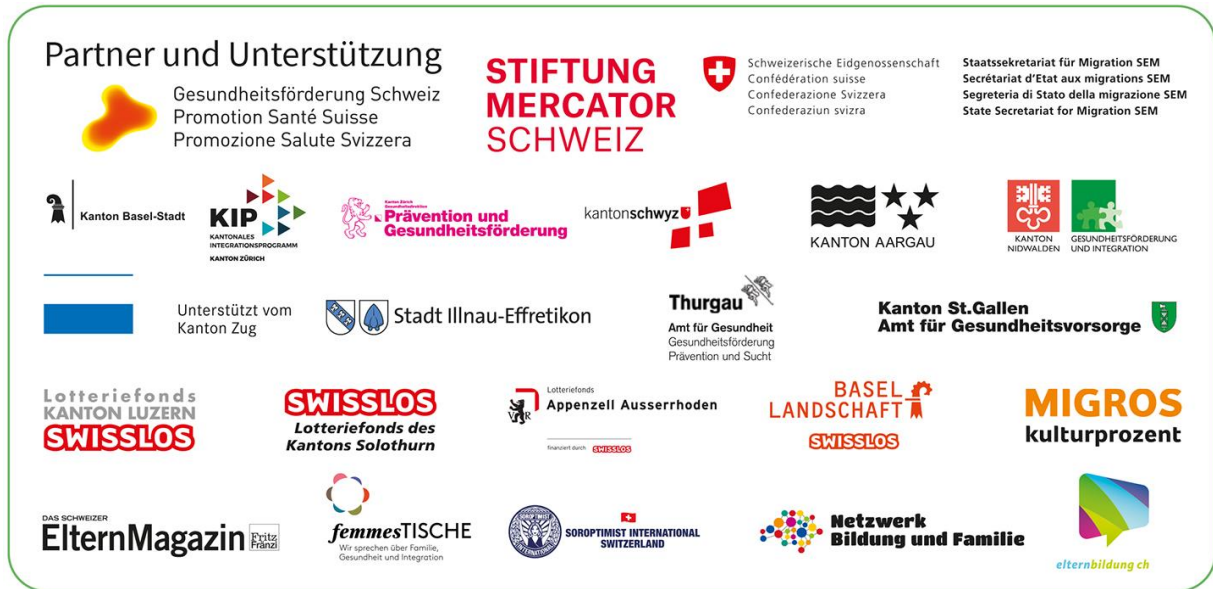 Partner und Unterstützung
Gesundheitsförderung Schweiz
Promotion Santé Suisse
Promozione Salute Svizzera
STIFTUNG
MERCATOR
SCHWEIZ
Schweizerische Eidgenossenschaft
Confédération suisse
Confederazione Svizzera
Confederaziun svizra
Staatssekretariat für Migration SEM
Secrétariat d'Etat aux migrations SEM
Segreteria di Stato della migrazione SEM
State Secretariat for Migration SEM
Kanton Basel-Stadt
KIP
KANTONALES
INTEGRATIONSPROGRAMM
KANTON ZÜRICH
Kanton Zürich
Gesundheitsdirektion
Prävention und
Gesundheitsförderung
kantonschwyz
KANTON AARGAU
KANTON
NIDWALDEN
GESUNDHEITSFÖRDERUNG
UND INTEGRATION
Unterstützt vom
Kanton Zug
Stadt Illnau-Effretikon
Thurgau
Amt für Gesundheit
Gesundheitsförderung
Prävention und Sucht
Kanton St.Gallen
Amt für Gesundheitsvorsorge
Lotteriefonds
KANTON LUZERN
SWISSLOS
SWISSLOS
Lotteriefonds des
Kantons Solothurn
Lotteriefonds
Appenzell Ausserrhoden
finanziert durch SWISSLOS
BASEL
LANDSCHAFT
SWISSLOS
MIGROS
kulturprozent
DAS SCHWEIZER
ElternMagazin
Fritz
Fränzi
femmesTISCHE
Wir sprechen über Familie,
Gesundheit und Integration
SOROPTIMIST
INTERNATIONAL
SOROPTIMIST INTERNATIONAL
SWITZERLAND
Netzwerk
Bildung und Familie
elternbildung ch